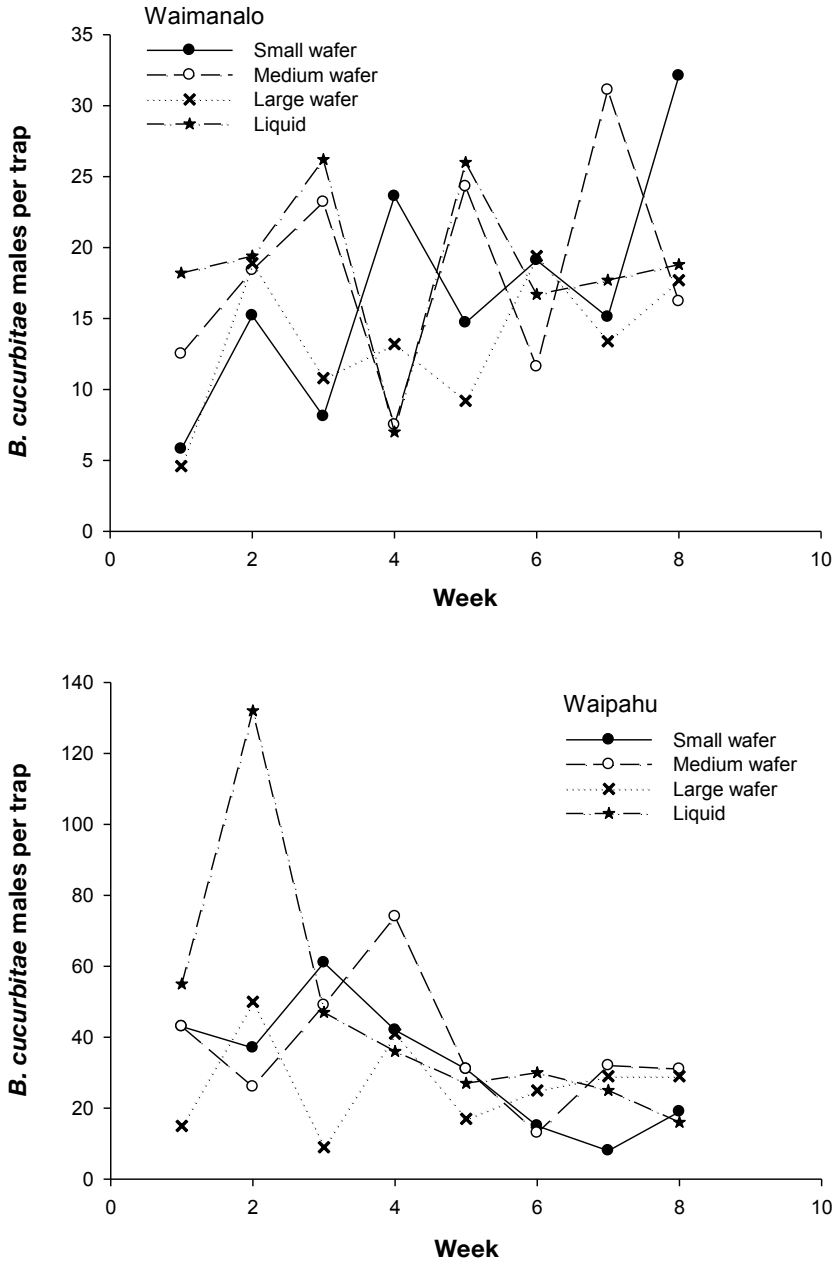 Waimanalo
Small wafer
Medium wafer
Large wafer
Liquid
35
30
25
20
15
10
5
0
B. cucurbitae males per trap
0 2 4 6 8 10
Week
140
120
100
80
60
40
20
0
B. cucurbitae males per trap
Waipahu
Small wafer
Medium wafer
Large wafer
Liquid
0 2 4 6 8 10
Week